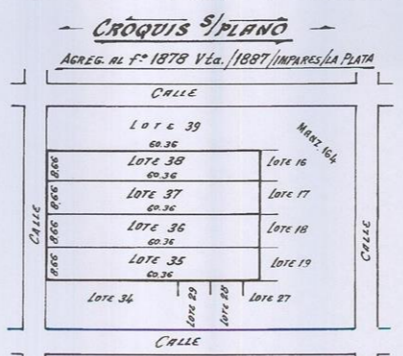 CRÔQUIS S/PLANO
AGREG. AL fº 1878 Vta./1887/IMPARES/LA PLATA
CALLE
LOTE 39
60.36
MANZ. 164
8,66 LOTE 38 LOTE 16
60.36
8,66 LOTE 37 LOTE 17
60.36
8,66 LOTE 36 LOTE 18
60.36
8,66 LOTE 35 LOTE 19
60.36
CALLE
CALLE
LOTE 34 LOTE 29 LOTE 28 LOTE 27
CALLE